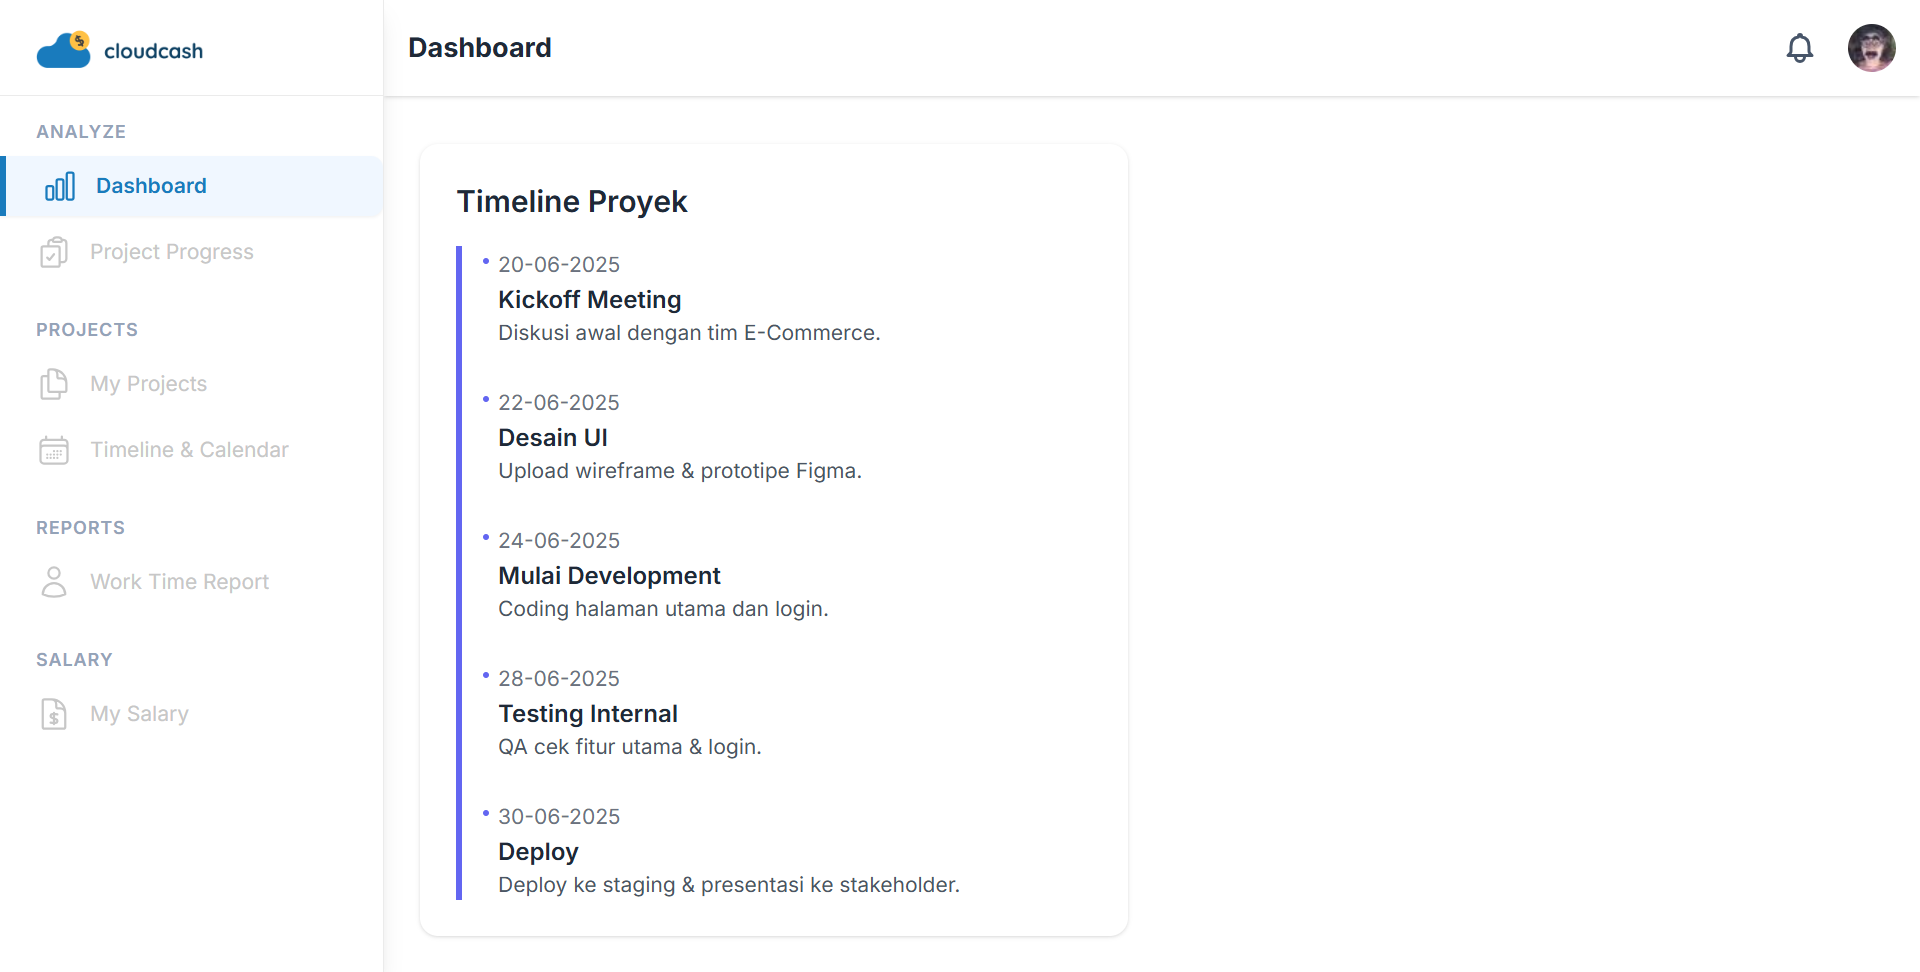 cloudcash
Dashboard
ANALYZE
Dashboard
Project Progress
PROJECTS
My Projects
Timeline & Calendar
REPORTS
Work Time Report
SALARY
My Salary
Timeline Proyek
20-06-2025
Kickoff Meeting
Diskusi awal dengan tim E-Commerce.
22-06-2025
Desain UI
Upload wireframe & prototipe Figma.
24-06-2025
Mulai Development
Coding halaman utama dan login.
28-06-2025
Testing Internal
QA cek fitur utama & login.
30-06-2025
Deploy
Deploy ke staging & presentasi ke stakeholder.